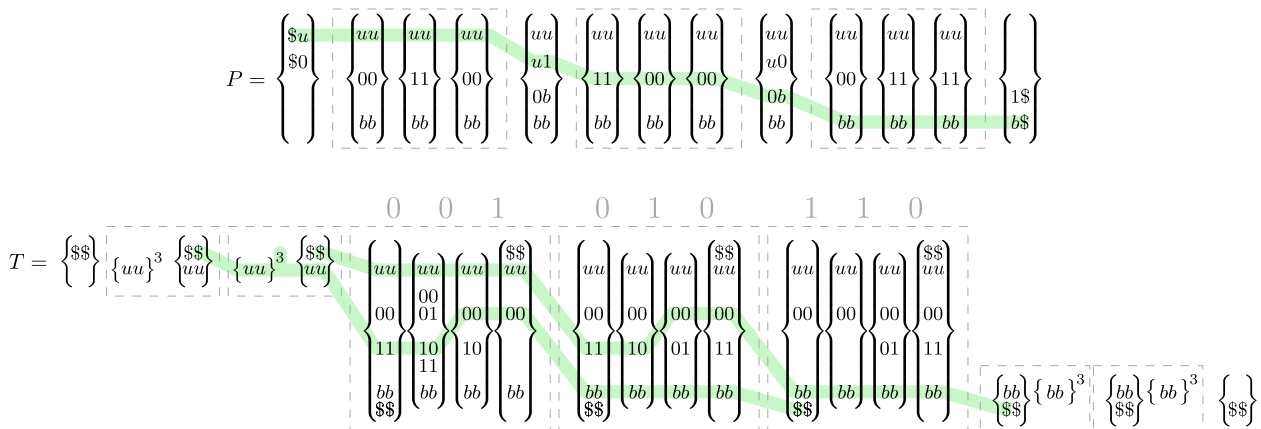 $u uu uu uu uu uu uu uu uu uu uu uu
$0 u1 u0
P = 00 11 00 11 00 00 00 11 11
0b 0b 1$
bb bb bb bb bb bb bb bb bb bb bb b$
0 0 1 0 1 0 1 1 0
$$ $$ $$ $$ $$ $$
T = {uu}³ uu {uu}³ uu uu uu uu uu uu uu uu uu uu uu uu uu
00
00 01 00 00 00 00 00 00 00 00 00 00
11 10 10 11 10 01 11 01 11
11
bb bb bb bb bb bb bb bb bb bb bb bb bb {bb}³ bb {bb}³
$$ $$ $$ $$ $$ $$